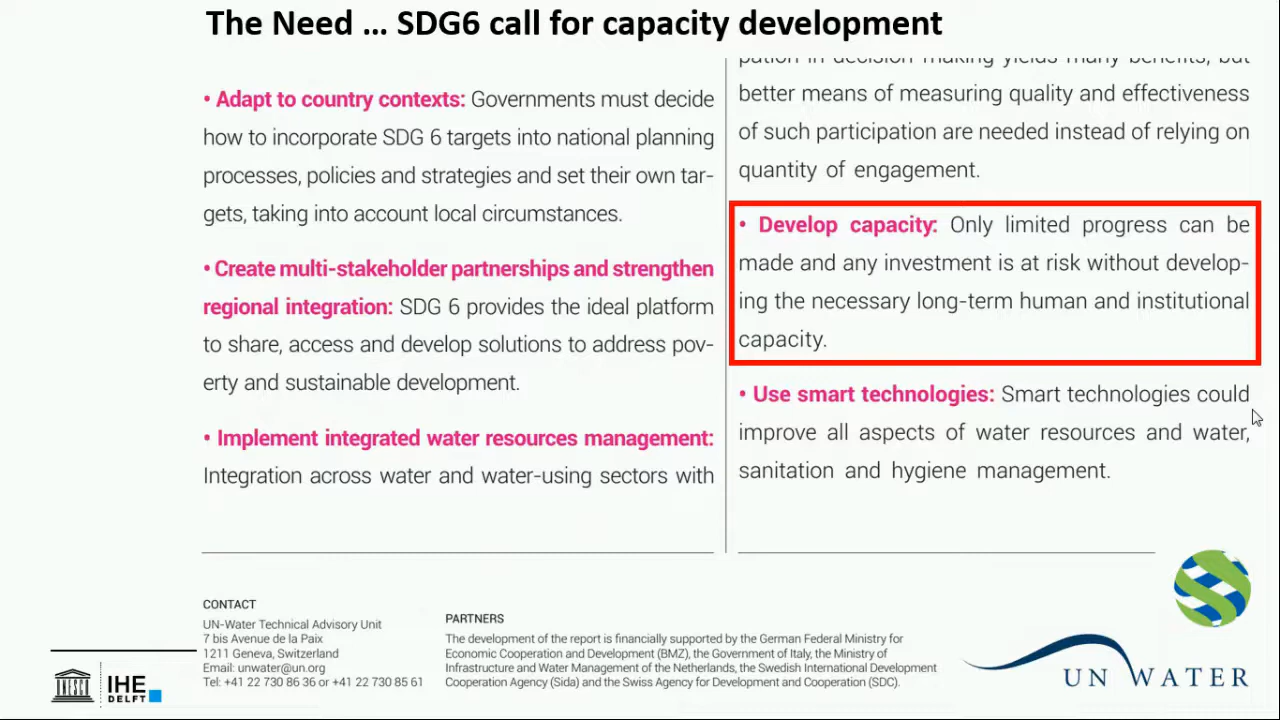 The Need ... SDG6 call for capacity development
• Adapt to country contexts: Governments must decide
how to incorporate SDG 6 targets into national planning
processes, policies and strategies and set their own tar-
gets, taking into account local circumstances.
• Create multi-stakeholder partnerships and strengthen
regional integration: SDG 6 provides the ideal platform
to share, access and develop solutions to address pov-
erty and sustainable development.
• Implement integrated water resources management:
Integration across water and water-using sectors with
pation in decision making yields many benefits, but
better means of measuring quality and effectiveness
of such participation are needed instead of relying on
quantity of engagement.
• Develop capacity: Only limited progress can be
made and any investment is at risk without develop-
ing the necessary long-term human and institutional
capacity.
• Use smart technologies: Smart technologies could
improve all aspects of water resources and water,
sanitation and hygiene management.
CONTACT
UN-Water Technical Advisory Unit
7 bis Avenue de la Paix
1211 Geneva, Switzerland
Email: unwater@un.org
Tel: +41 22 730 86 36 or +41 22 730 85 61
PARTNERS
The development of the report is financially supported by the German Federal Ministry for
Economic Cooperation and Development (BMZ), the Government of Italy, the Ministry of
Infrastructure and Water Management of the Netherlands, the Swedish International Development
Cooperation Agency (Sida) and the Swiss Agency for Development and Cooperation (SDC).
unesco
IHE
DELFT
UN WATER